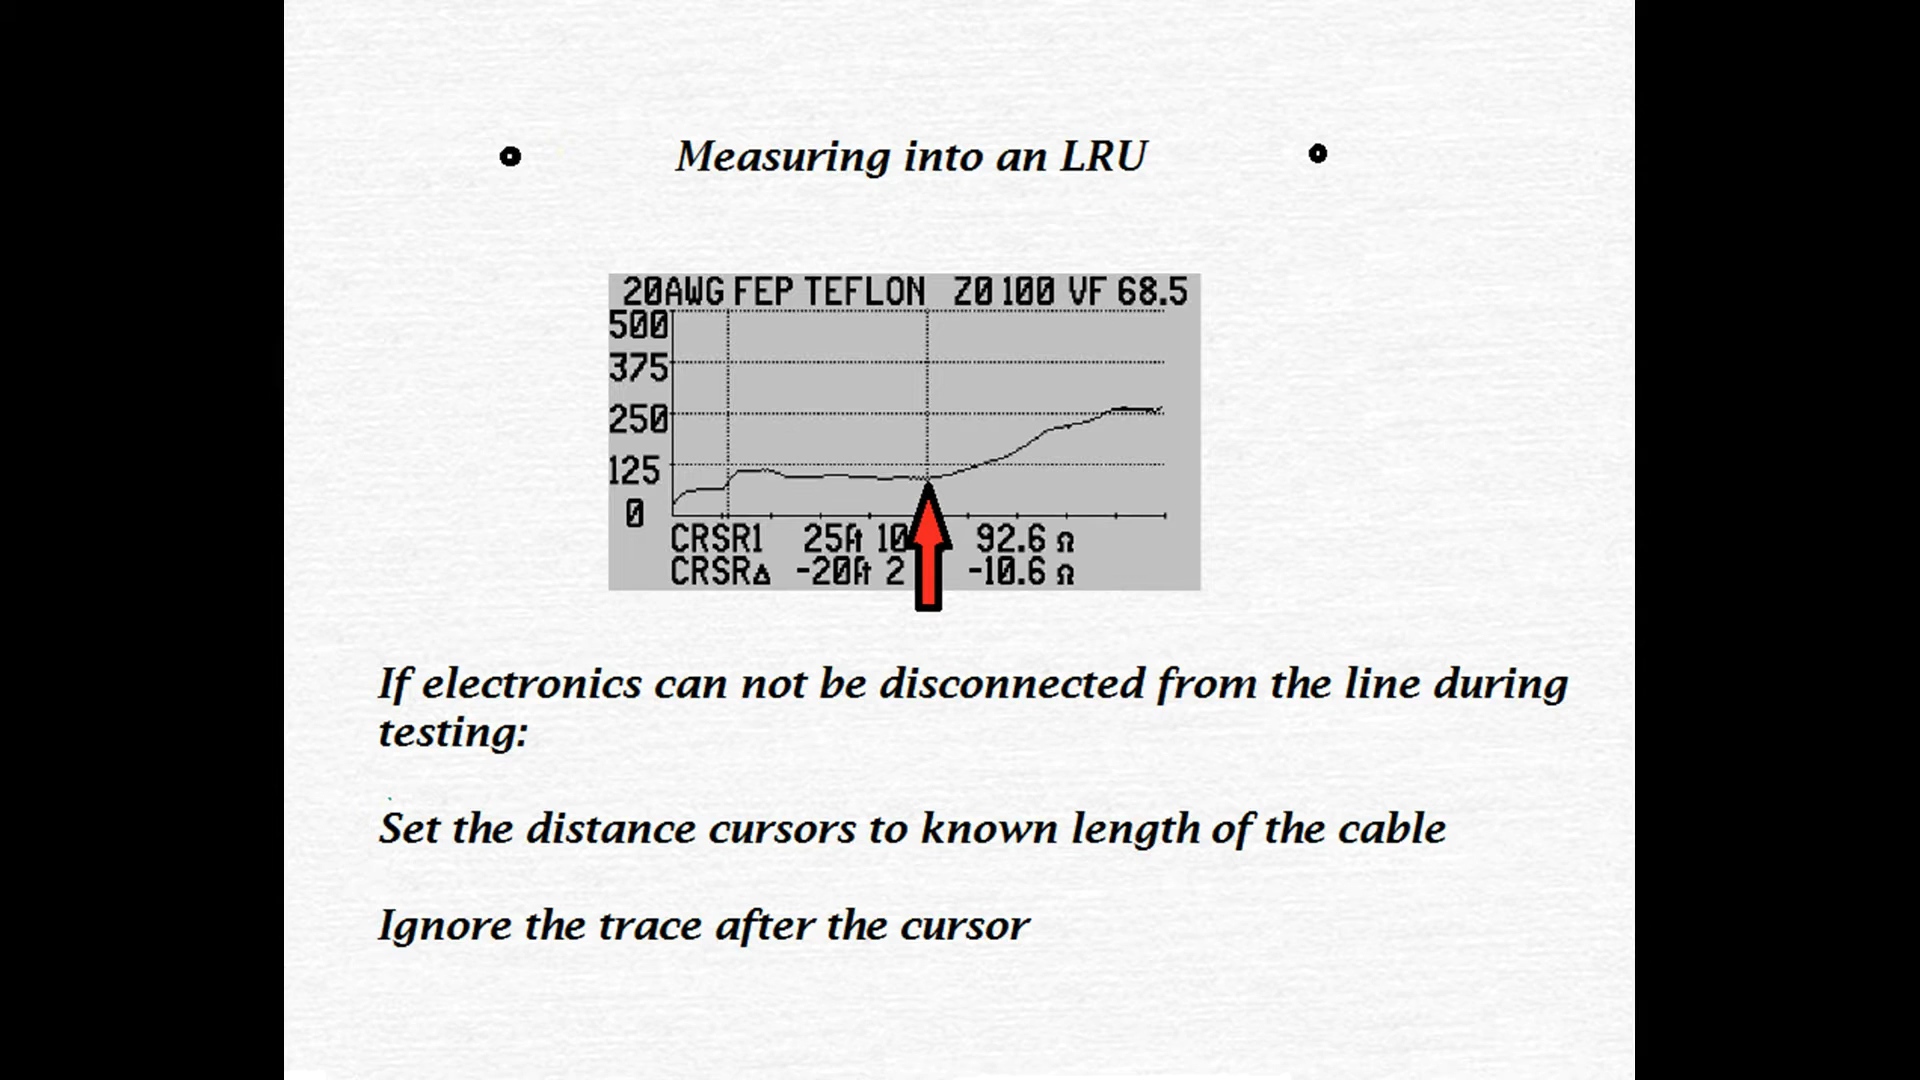 Measuring into an LRU
20AWG FEP TEFLON Z0 100 VF 68.5
500
375
250
125
0
CRSR1 25ft 10 92.6 Ω
CRSRΔ -20ft 2 -10.6 Ω
If electronics can not be disconnected from the line during
testing:
Set the distance cursors to known length of the cable
Ignore the trace after the cursor